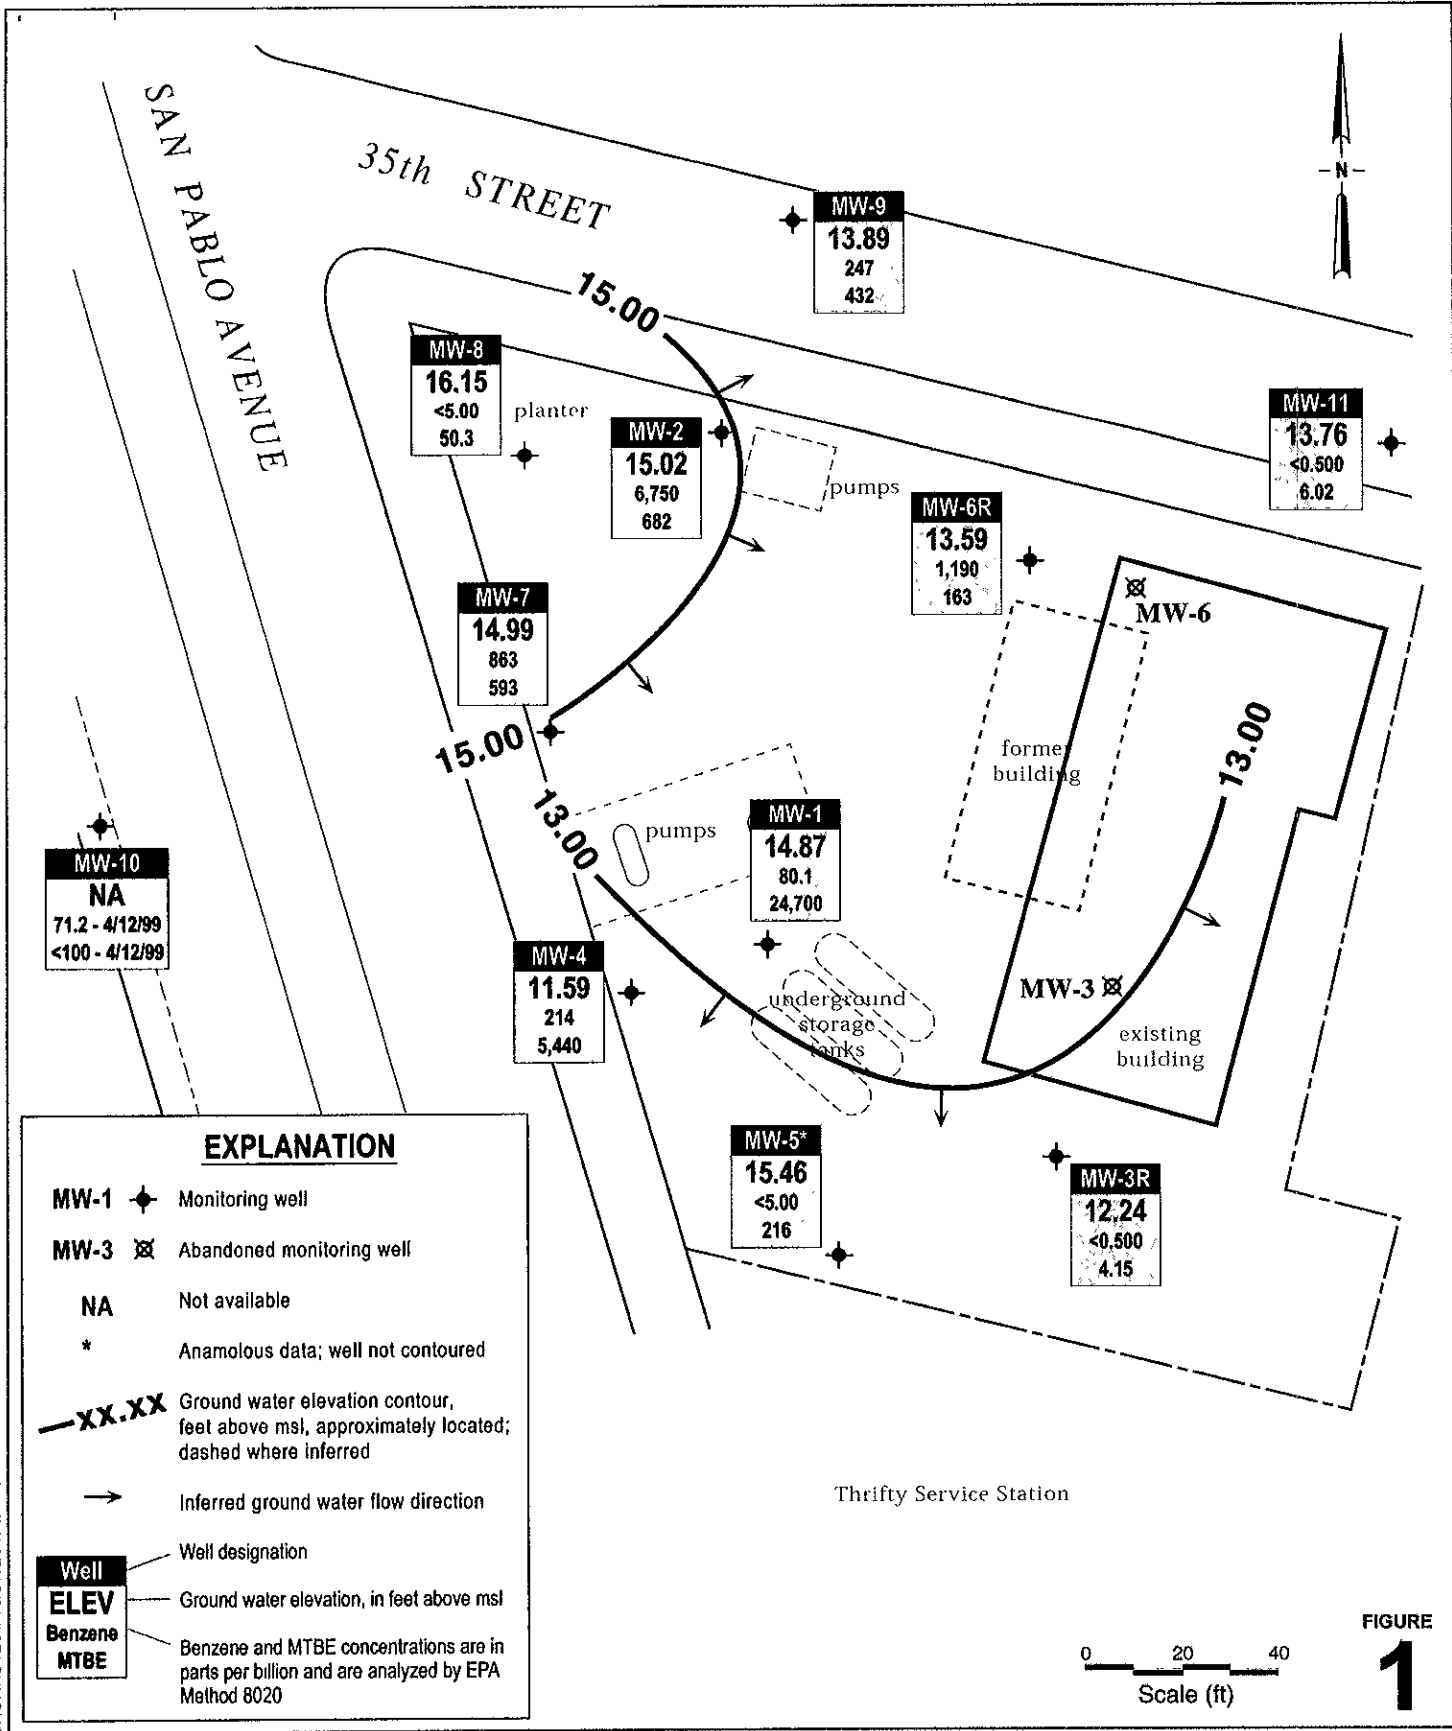 SAN PABLO AVENUE
35th STREET
N
MW-9
13.89
247
432
15.00
MW-8
16.15
<5.00
50.3
planter
MW-2
15.02
6,750
682
pumps
MW-11
13.76
<0.500
6.02
MW-6R
13.59
1,190
163
MW-6
MW-7
14.99
863
593
15.00
13.00
former
building
13.00
pumps
MW-1
14.87
80.1
24,700
MW-10
NA
71.2 - 4/12/99
<100 - 4/12/99
MW-4
11.59
214
5,440
underground
storage
tanks
MW-3
existing
building
MW-5*
15.46
<5.00
216
MW-3R
12.24
<0.500
4.15
EXPLANATION
MW-1 Monitoring well
MW-3 Abandoned monitoring well
NA Not available
* Anamolous data; well not contoured
XX.XX Ground water elevation contour,
feet above msl, approximately located;
dashed where inferred
Inferred ground water flow direction
Well Well designation
ELEV Ground water elevation, in feet above msl
Benzene
MTBE
Benzene and MTBE concentrations are in
parts per billion and are analyzed by EPA
Method 8020
Thrifty Service Station
0 20 40
Scale (ft)
FIGURE
1